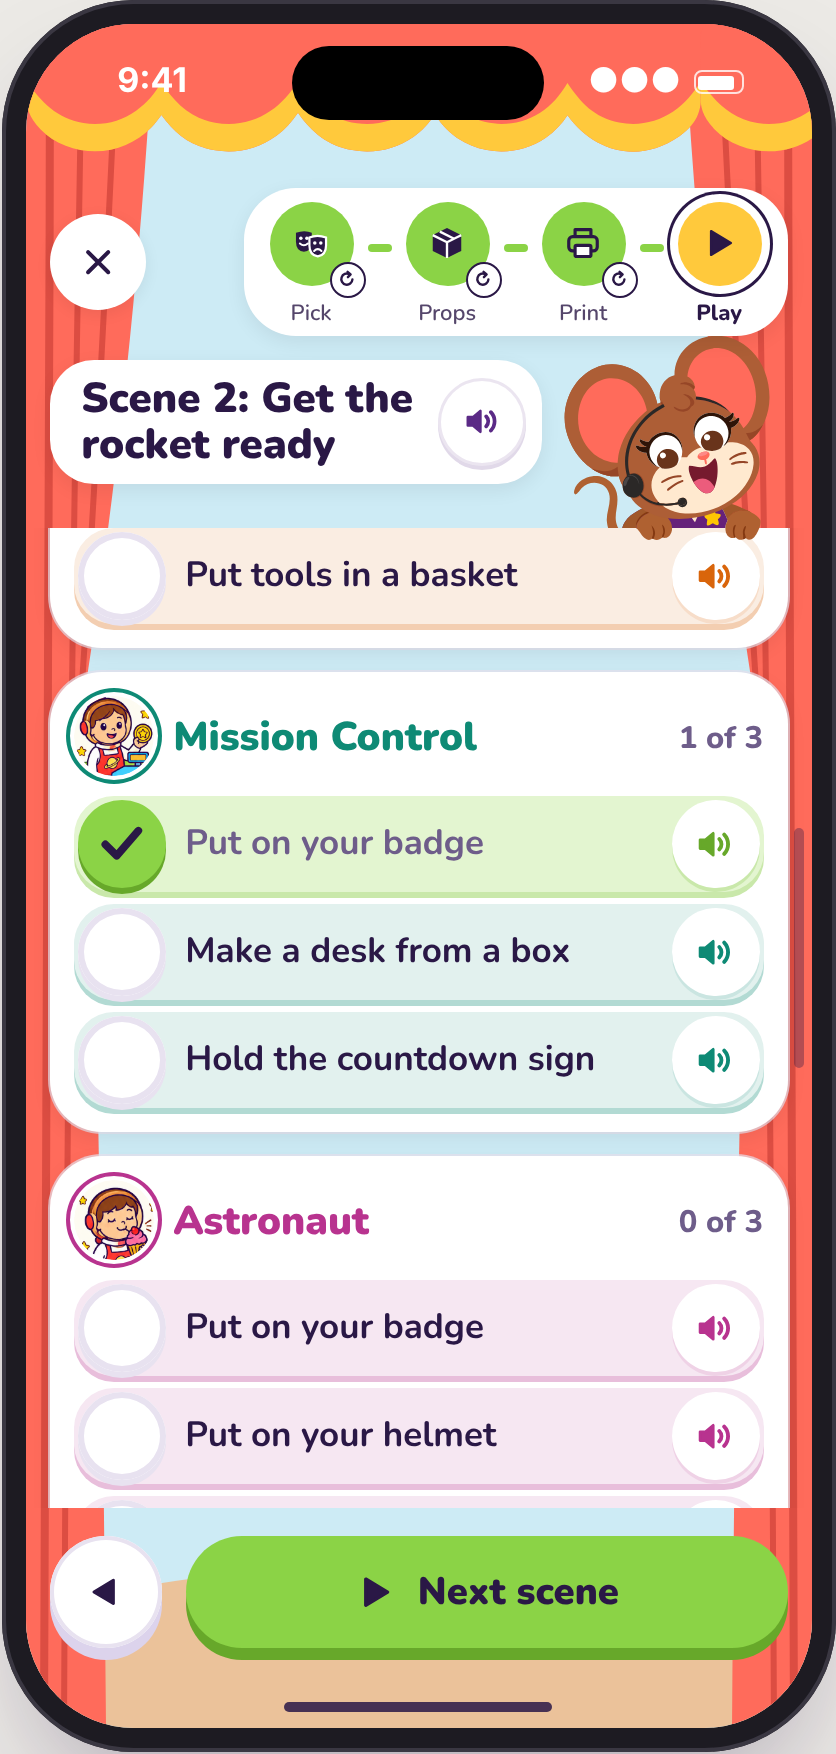 9:41
Pick
Props
Print
Play
Scene 2: Get the
rocket ready
Put tools in a basket
Mission Control
1 of 3
Put on your badge
Make a desk from a box
Hold the countdown sign
Astronaut
0 of 3
Put on your badge
Put on your helmet
Next scene